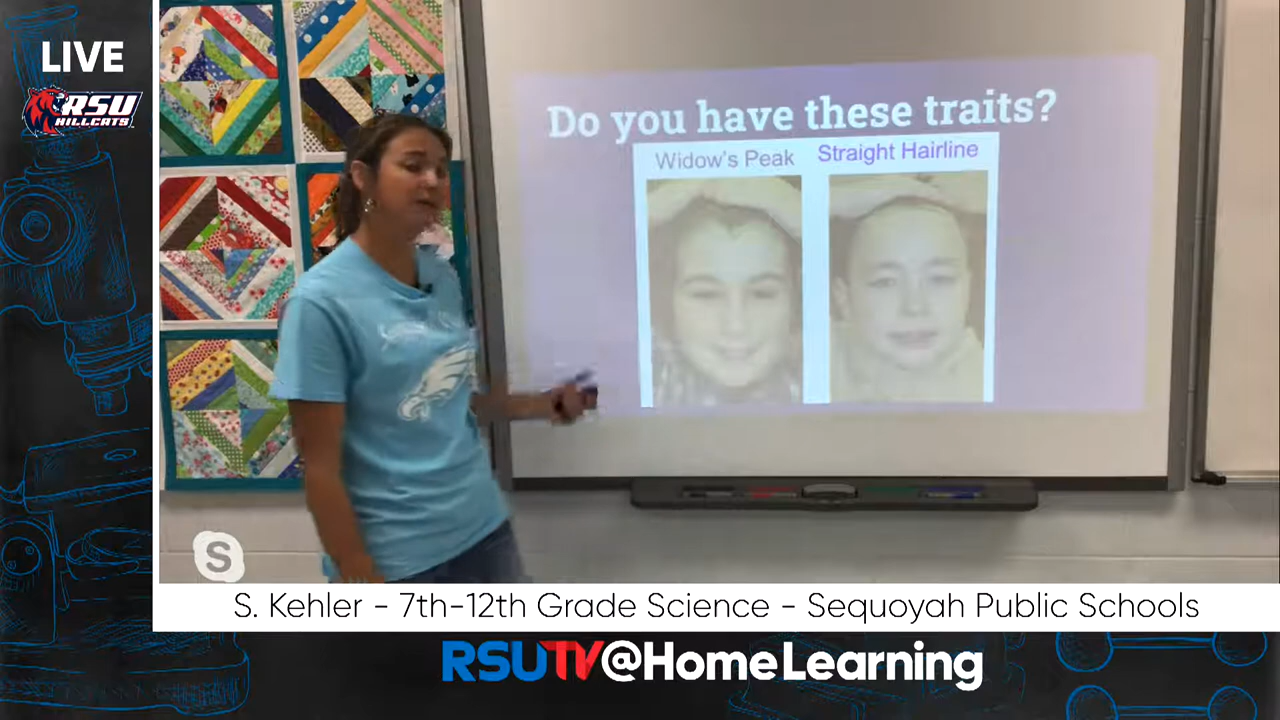 LIVE
RSU
HILLCATS
Do you have these traits?
Widow's Peak
Straight Hairline
S
S. Kehler - 7th-12th Grade Science - Sequoyah Public Schools
RSUTV@HomeLearning